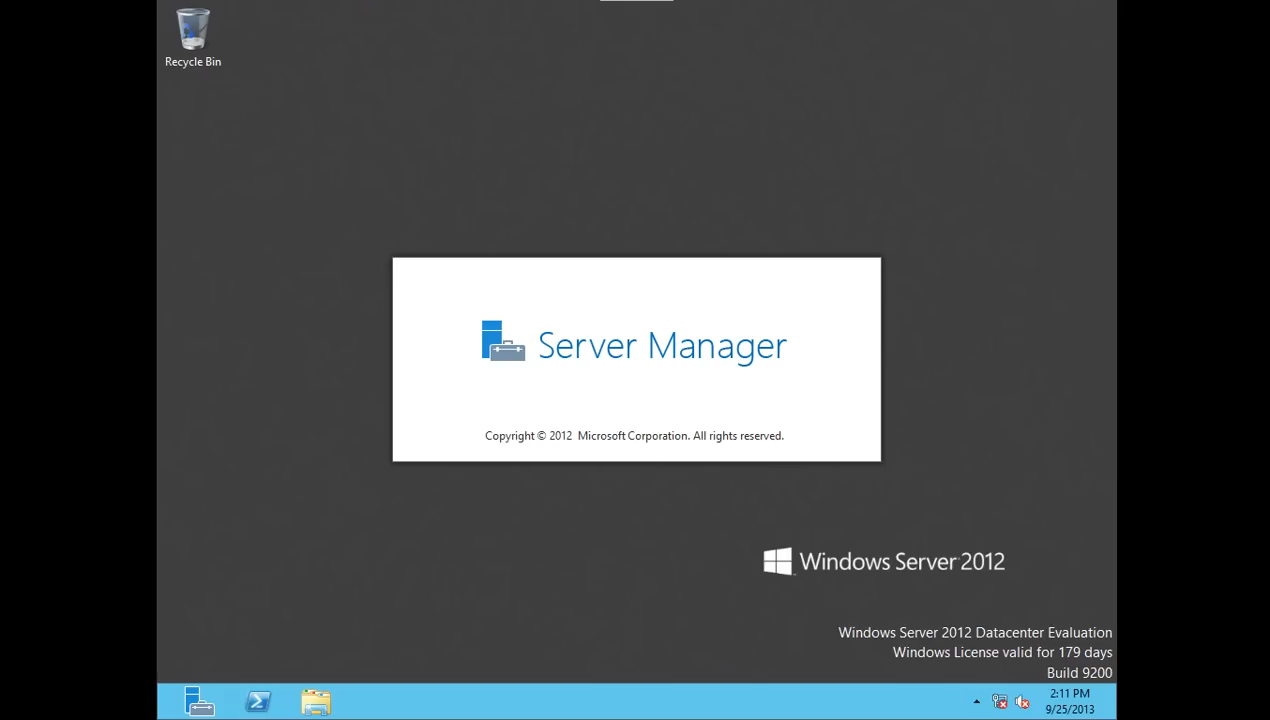 Recycle Bin
Server Manager
Copyright © 2012 Microsoft Corporation. All rights reserved.
Windows Server 2012
Windows Server 2012 Datacenter Evaluation
Windows License valid for 179 days
Build 9200
2:11 PM
9/25/2013